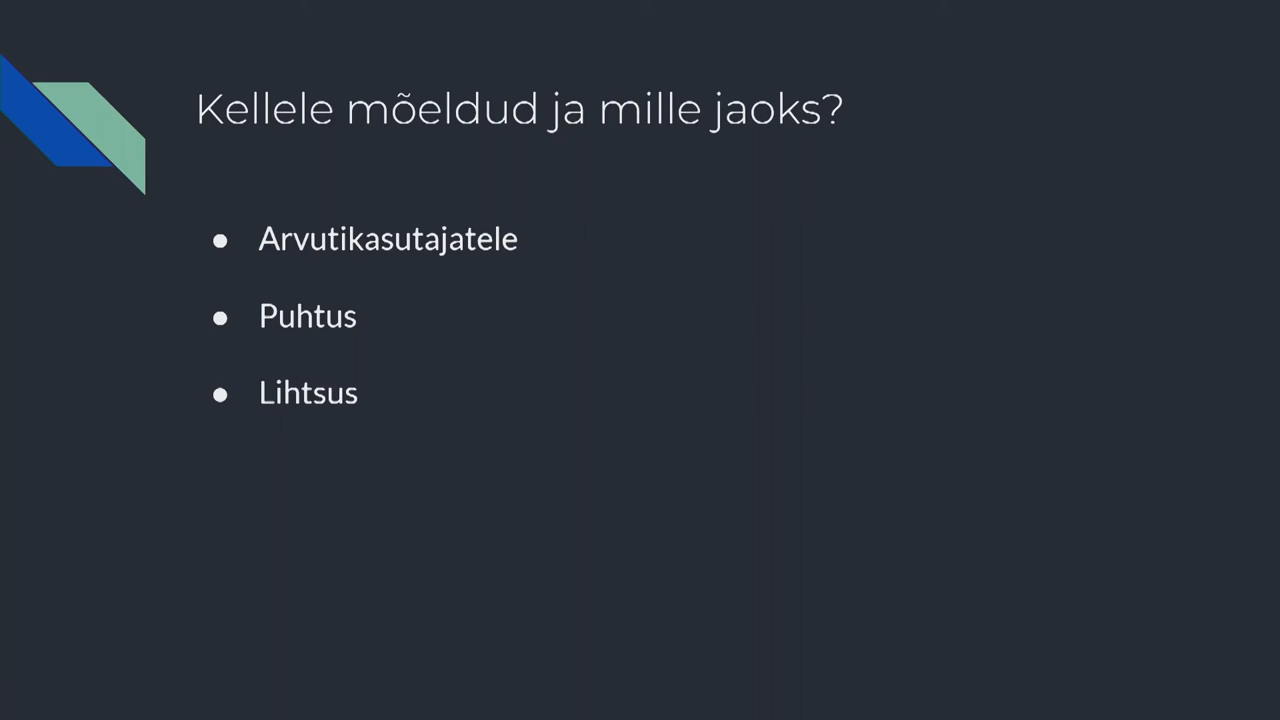 Kellele mõeldud ja mille jaoks?
● Arvutikasutajatele
● Puhtus
● Lihtsus